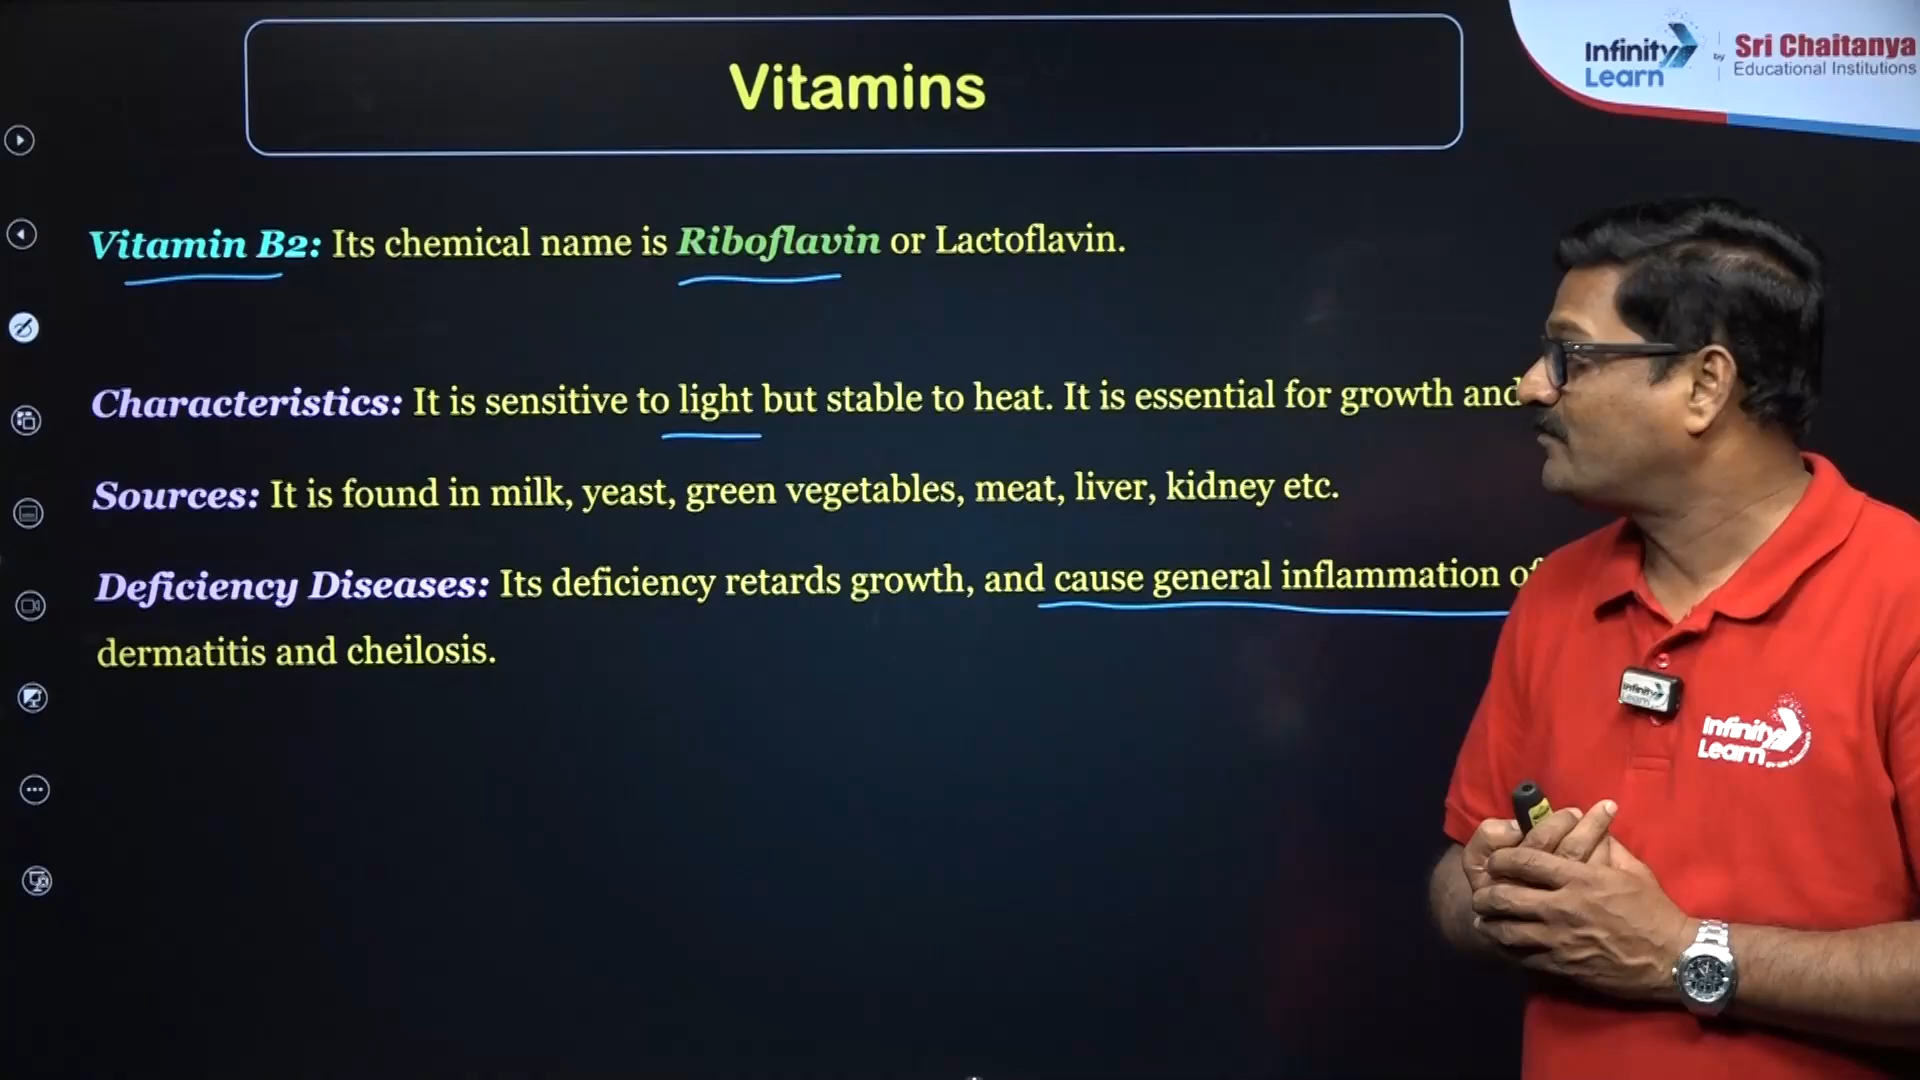 Vitamins
Infinity Learn by Sri Chaitanya Educational Institutions
Vitamin B2: Its chemical name is Riboflavin or Lactoflavin.
Characteristics: It is sensitive to light but stable to heat. It is essential for growth and
Sources: It is found in milk, yeast, green vegetables, meat, liver, kidney etc.
Deficiency Diseases: Its deficiency retards growth, and cause general inflammation of
dermatitis and cheilosis.
Infinity Learn
Infinity
Learn